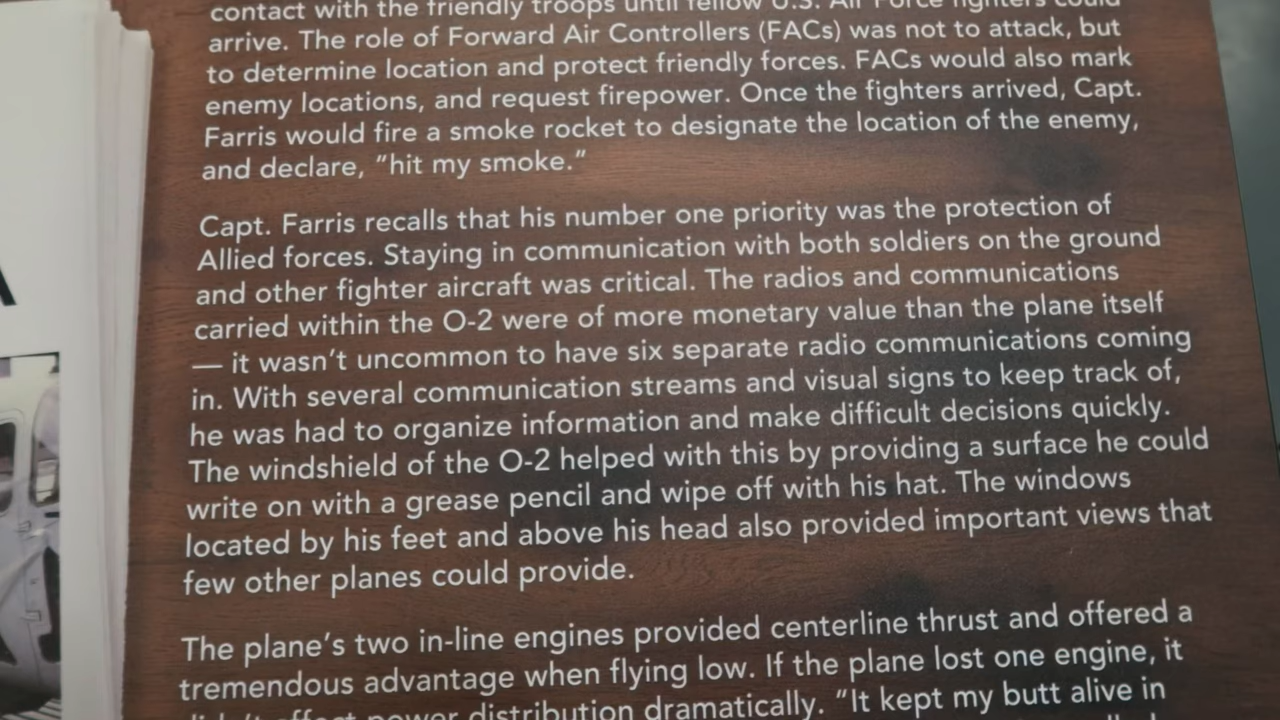 contact with the friendly troops until fellow U.S. Air Force fighters could
arrive. The role of Forward Air Controllers (FACs) was not to attack, but
to determine location and protect friendly forces. FACs would also mark
enemy locations, and request firepower. Once the fighters arrived, Capt.
Farris would fire a smoke rocket to designate the location of the enemy,
and declare, “hit my smoke.”
Capt. Farris recalls that his number one priority was the protection of
Allied forces. Staying in communication with both soldiers on the ground
and other fighter aircraft was critical. The radios and communications
carried within the O-2 were of more monetary value than the plane itself
— it wasn’t uncommon to have six separate radio communications coming
in. With several communication streams and visual signs to keep track of,
he was had to organize information and make difficult decisions quickly.
The windshield of the O-2 helped with this by providing a surface he could
write on with a grease pencil and wipe off with his hat. The windows
located by his feet and above his head also provided important views that
few other planes could provide.
The plane’s two in-line engines provided centerline thrust and offered a
tremendous advantage when flying low. If the plane lost one engine, it
didn’t affect power distribution dramatically. “It kept my butt alive in